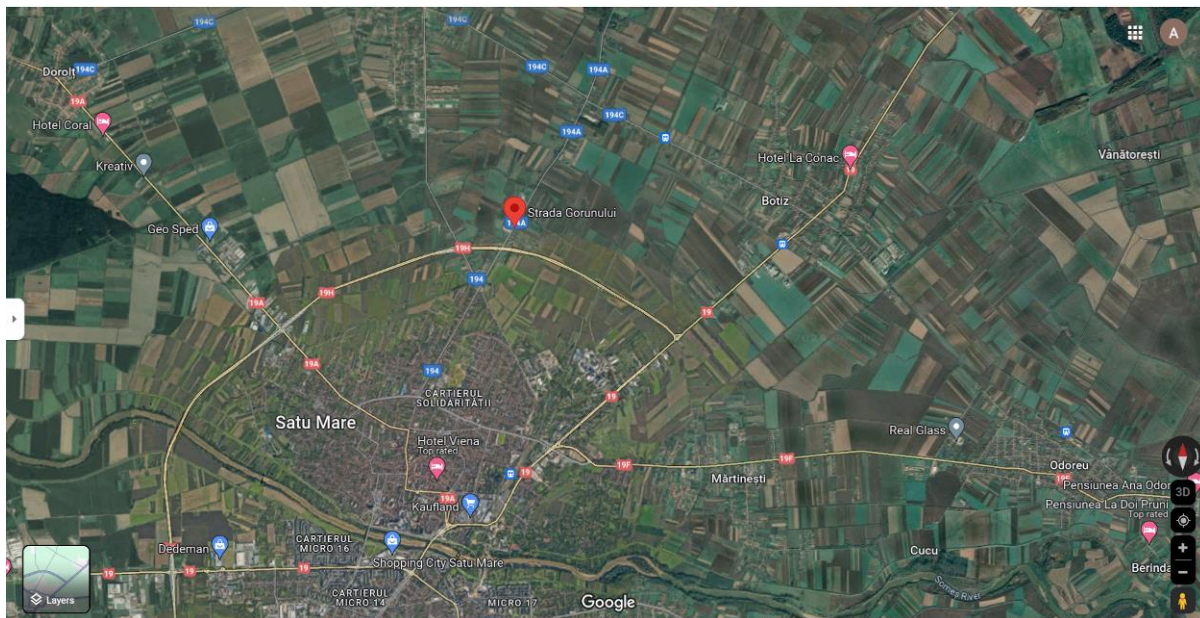 194C
194C
A
Dorolț
194C
194C
194A
19A
194C
Hotel Coral
194A
Hotel La Conac
Vânătorești
Kreativ
Botiz
Strada Gorunului
Geo Sped
19H
194
19H
19A
19
19A
194
CARTIERUL
SOLIDARITĂȚII
19
Satu Mare
Real Glass
Hotel Viena
Top rated
19
19F
19F
Odoreu
Mărtinești
3D
19A
Kaufland
Pensiunea Ana Odor
Pensiunea La Doi Pruni
Top rated
CARTIERUL
MICRO 16
Dedeman
Cucu
Shopping City Satu Mare
Berinda
19
19
19
Someș River
Layers
CARTIERUL
MICRO 14
MICRO 17
Google